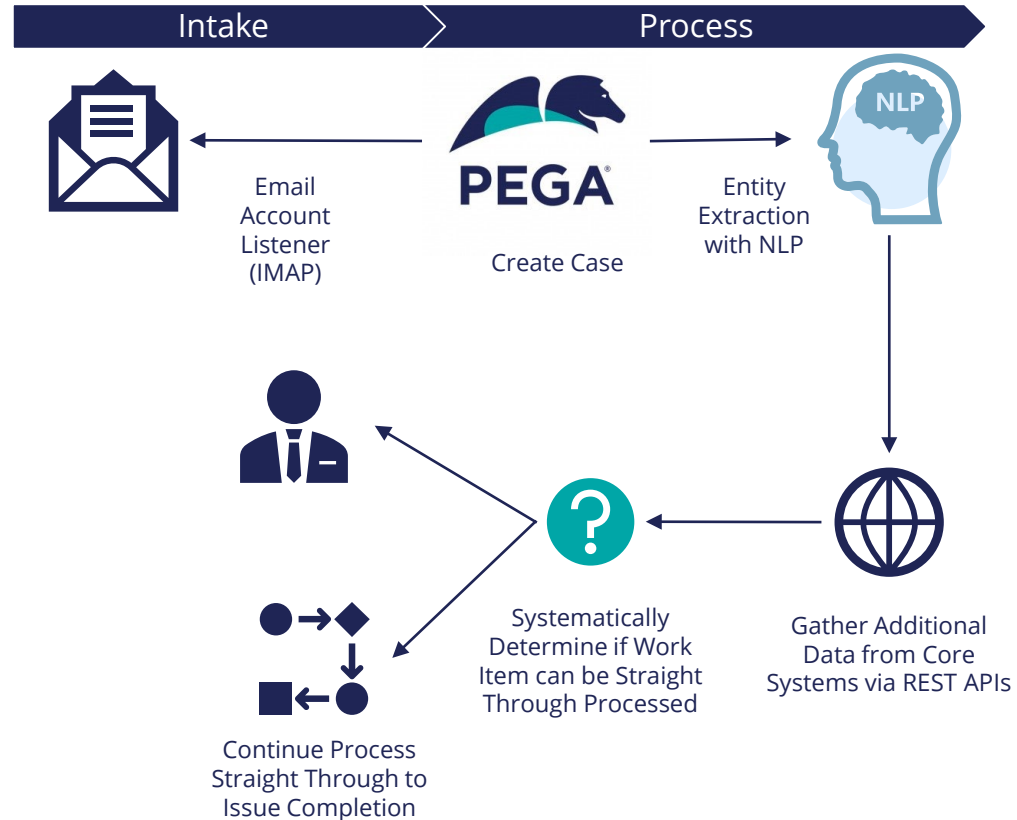 Intake
Process
NLP
PEGA®
Email
Account
Listener
(IMAP)
Create Case
Entity
Extraction
with NLP
Systematically
Determine if Work
Item can be Straight
Through Processed
Gather Additional
Data from Core
Systems via REST APIs
Continue Process
Straight Through to
Issue Completion